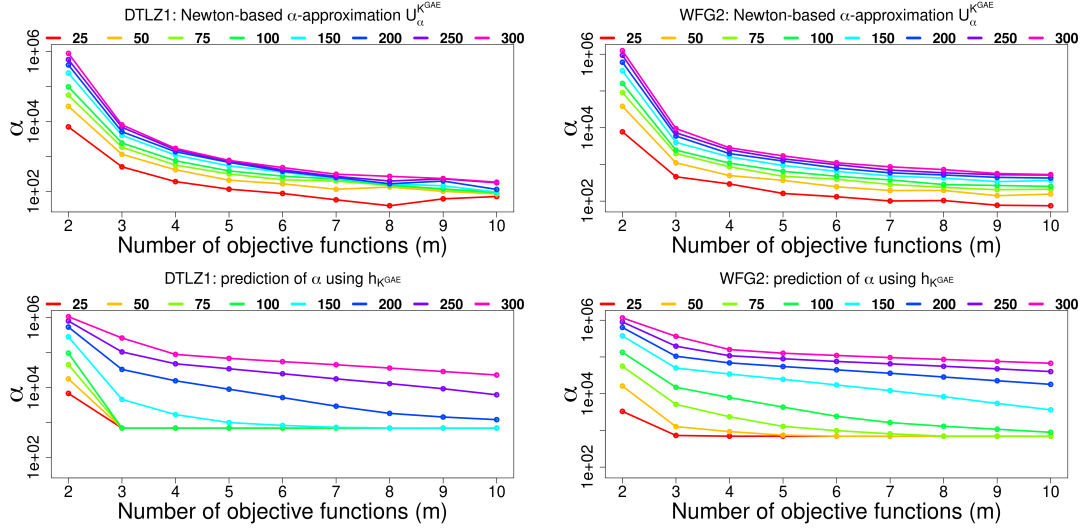 DTLZ1: Newton-based α-approximation U_α^{K^{GAE}}
25 50 75 100 150 200 250 300
1e+06
1e+04
1e+02
α
2 3 4 5 6 7 8 9 10
Number of objective functions (m)
WFG2: Newton-based α-approximation U_α^{K^{GAE}}
25 50 75 100 150 200 250 300
1e+06
1e+04
1e+02
α
2 3 4 5 6 7 8 9 10
Number of objective functions (m)
DTLZ1: prediction of α using h_{K^{GAE}}
25 50 75 100 150 200 250 300
1e+06
1e+04
1e+02
α
2 3 4 5 6 7 8 9 10
Number of objective functions (m)
WFG2: prediction of α using h_{K^{GAE}}
25 50 75 100 150 200 250 300
1e+06
1e+04
1e+02
α
2 3 4 5 6 7 8 9 10
Number of objective functions (m)